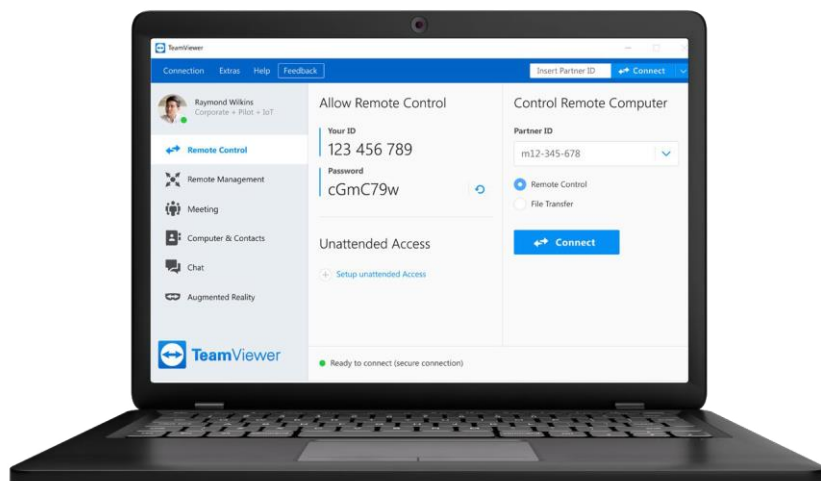 TeamViewer
Connection Extras Help Feedback
Insert Partner ID Connect
Raymond Wilkins
Corporate + Pilot + IoT
Remote Control
Remote Management
Meeting
Computer & Contacts
Chat
Augmented Reality
TeamViewer
Allow Remote Control
Your ID
123 456 789
Password
cGmC79w
Unattended Access
Setup unattended Access
Ready to connect (secure connection)
Control Remote Computer
Partner ID
m12-345-678
Remote Control
File Transfer
Connect